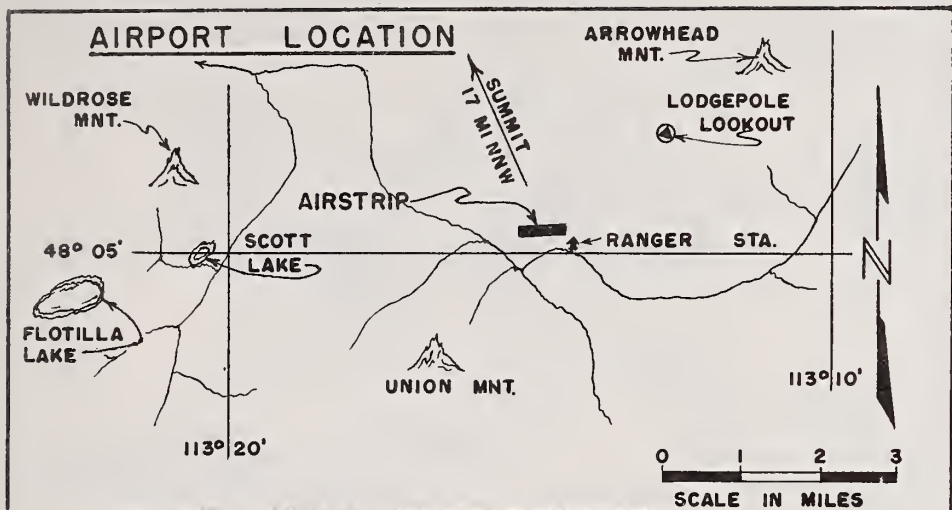 AIRPORT LOCATION
ARROWHEAD
MNT.
WILDROSE
MNT.
SUMMIT
17 MI NNW
LODGEPOLE
LOOKOUT
AIRSTRIP
48° 05'
SCOTT
LAKE
RANGER STA.
N
FLOTILLA
LAKE
UNION MNT.
113° 10'
113° 20'
0 1 2 3
SCALE IN MILES